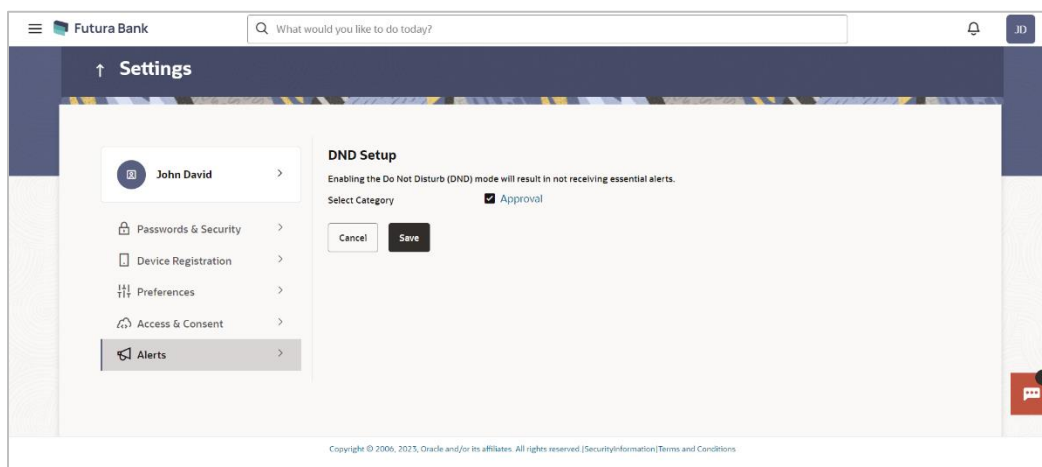 Futura Bank
What would you like to do today?
JD
↑ Settings
John David
Passwords & Security
Device Registration
Preferences
Access & Consent
Alerts
DND Setup
Enabling the Do Not Disturb (DND) mode will result in not receiving essential alerts.
Select Category
Approval
Cancel
Save
Copyright © 2006, 2023, Oracle and/or its affiliates. All rights reserved.|SecurityInformation|Terms and Conditions